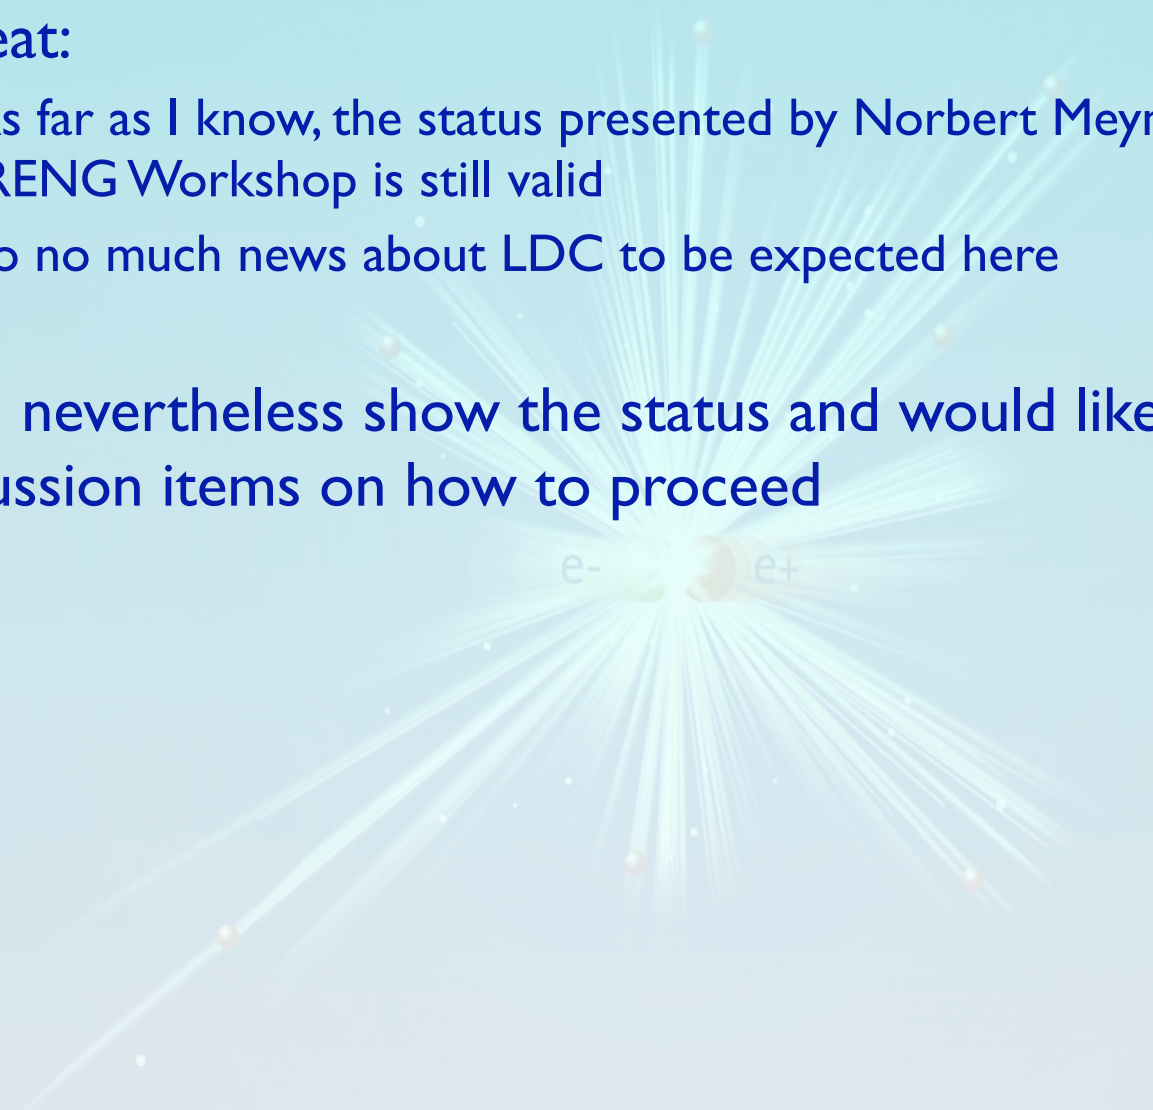 eat:
s far as I know, the status presented by Norbert Meyn
RENG Workshop is still valid
o no much news about LDC to be expected here
nevertheless show the status and would like
ussion items on how to proceed
e- e+